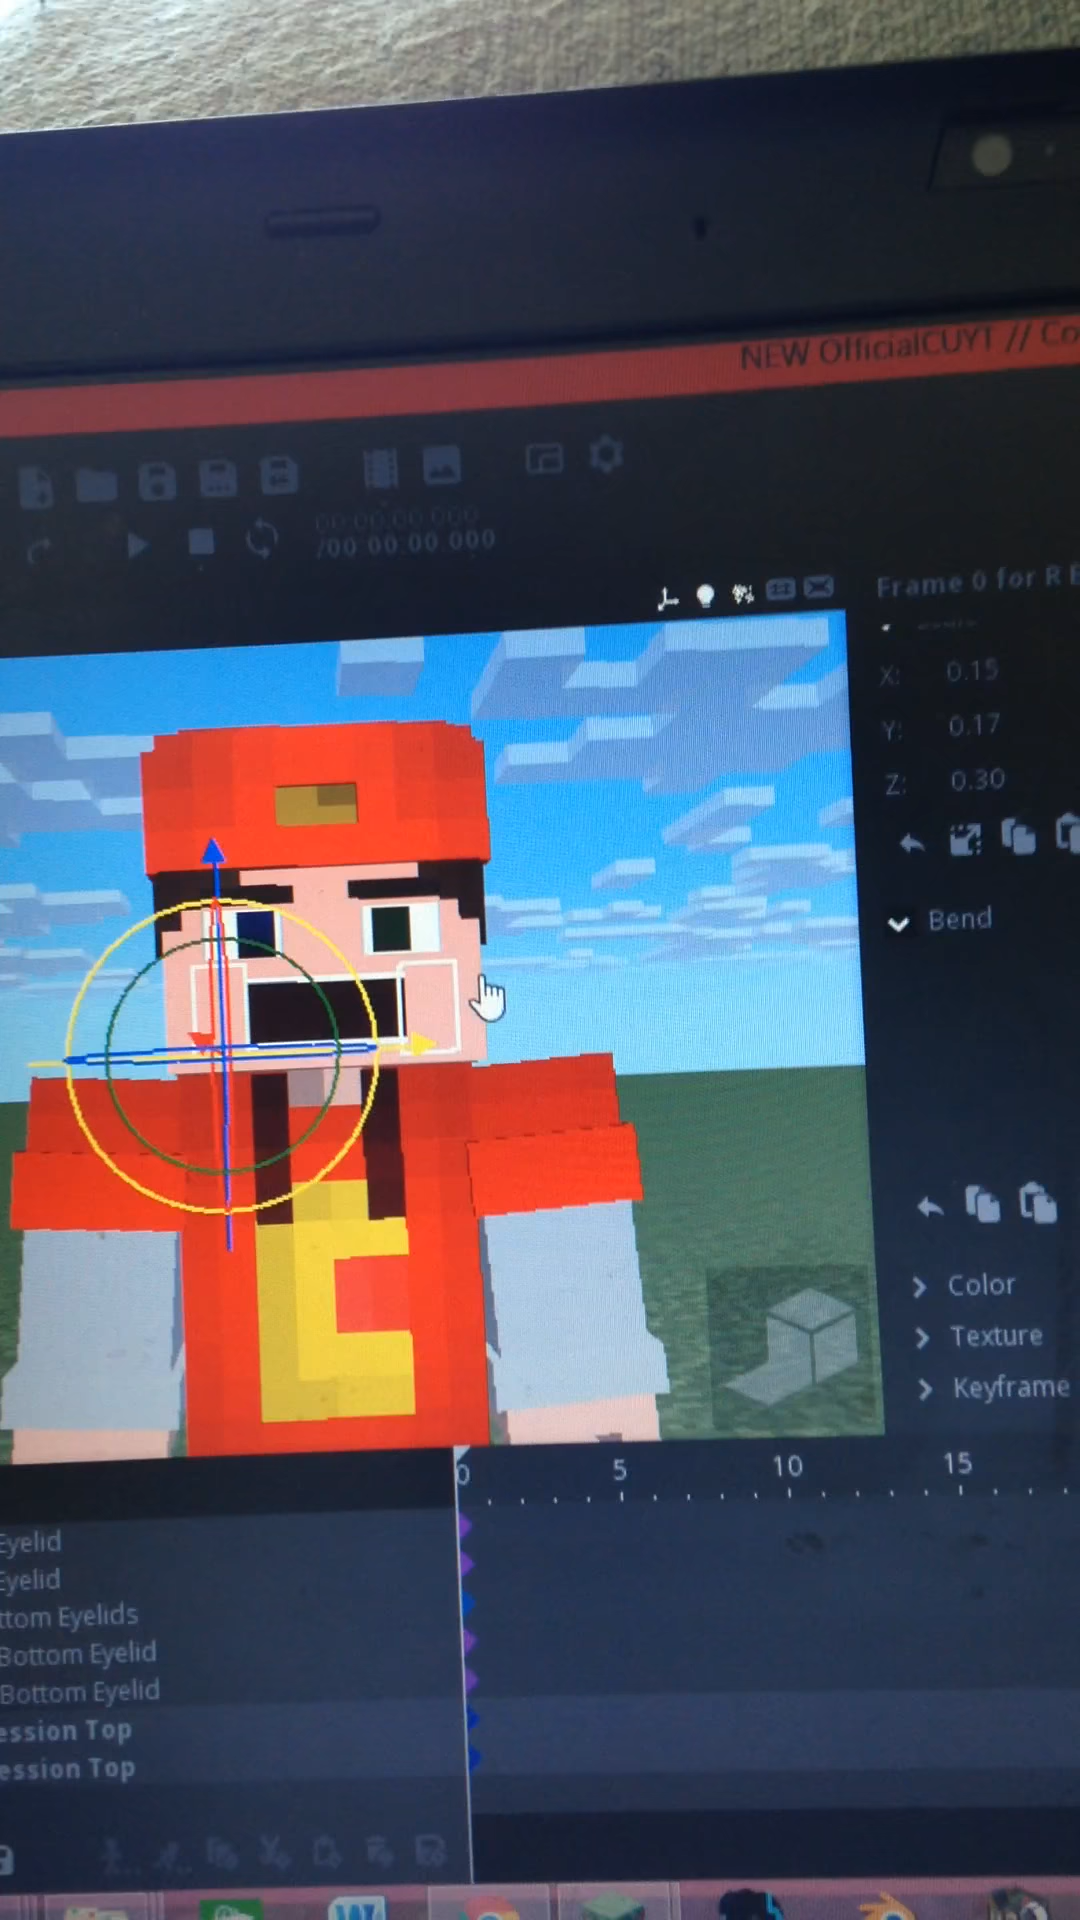 NEW OfficialCUYT // Co
/00:00:00.000
Frame 0 for R E
X: 0.15
Y: 0.17
Z: 0.30
Bend
Color
Texture
Keyframe
0 5 10 15
Eyelid
Eyelid
ttom Eyelids
Bottom Eyelid
Bottom Eyelid
ession Top
ession Top